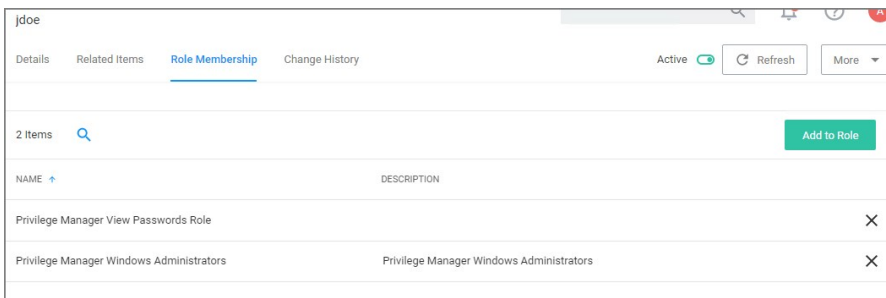 jdoe
A
Details Related Items Role Membership Change History Active Refresh More
2 Items Add to Role
NAME DESCRIPTION
Privilege Manager View Passwords Role
Privilege Manager Windows Administrators Privilege Manager Windows Administrators